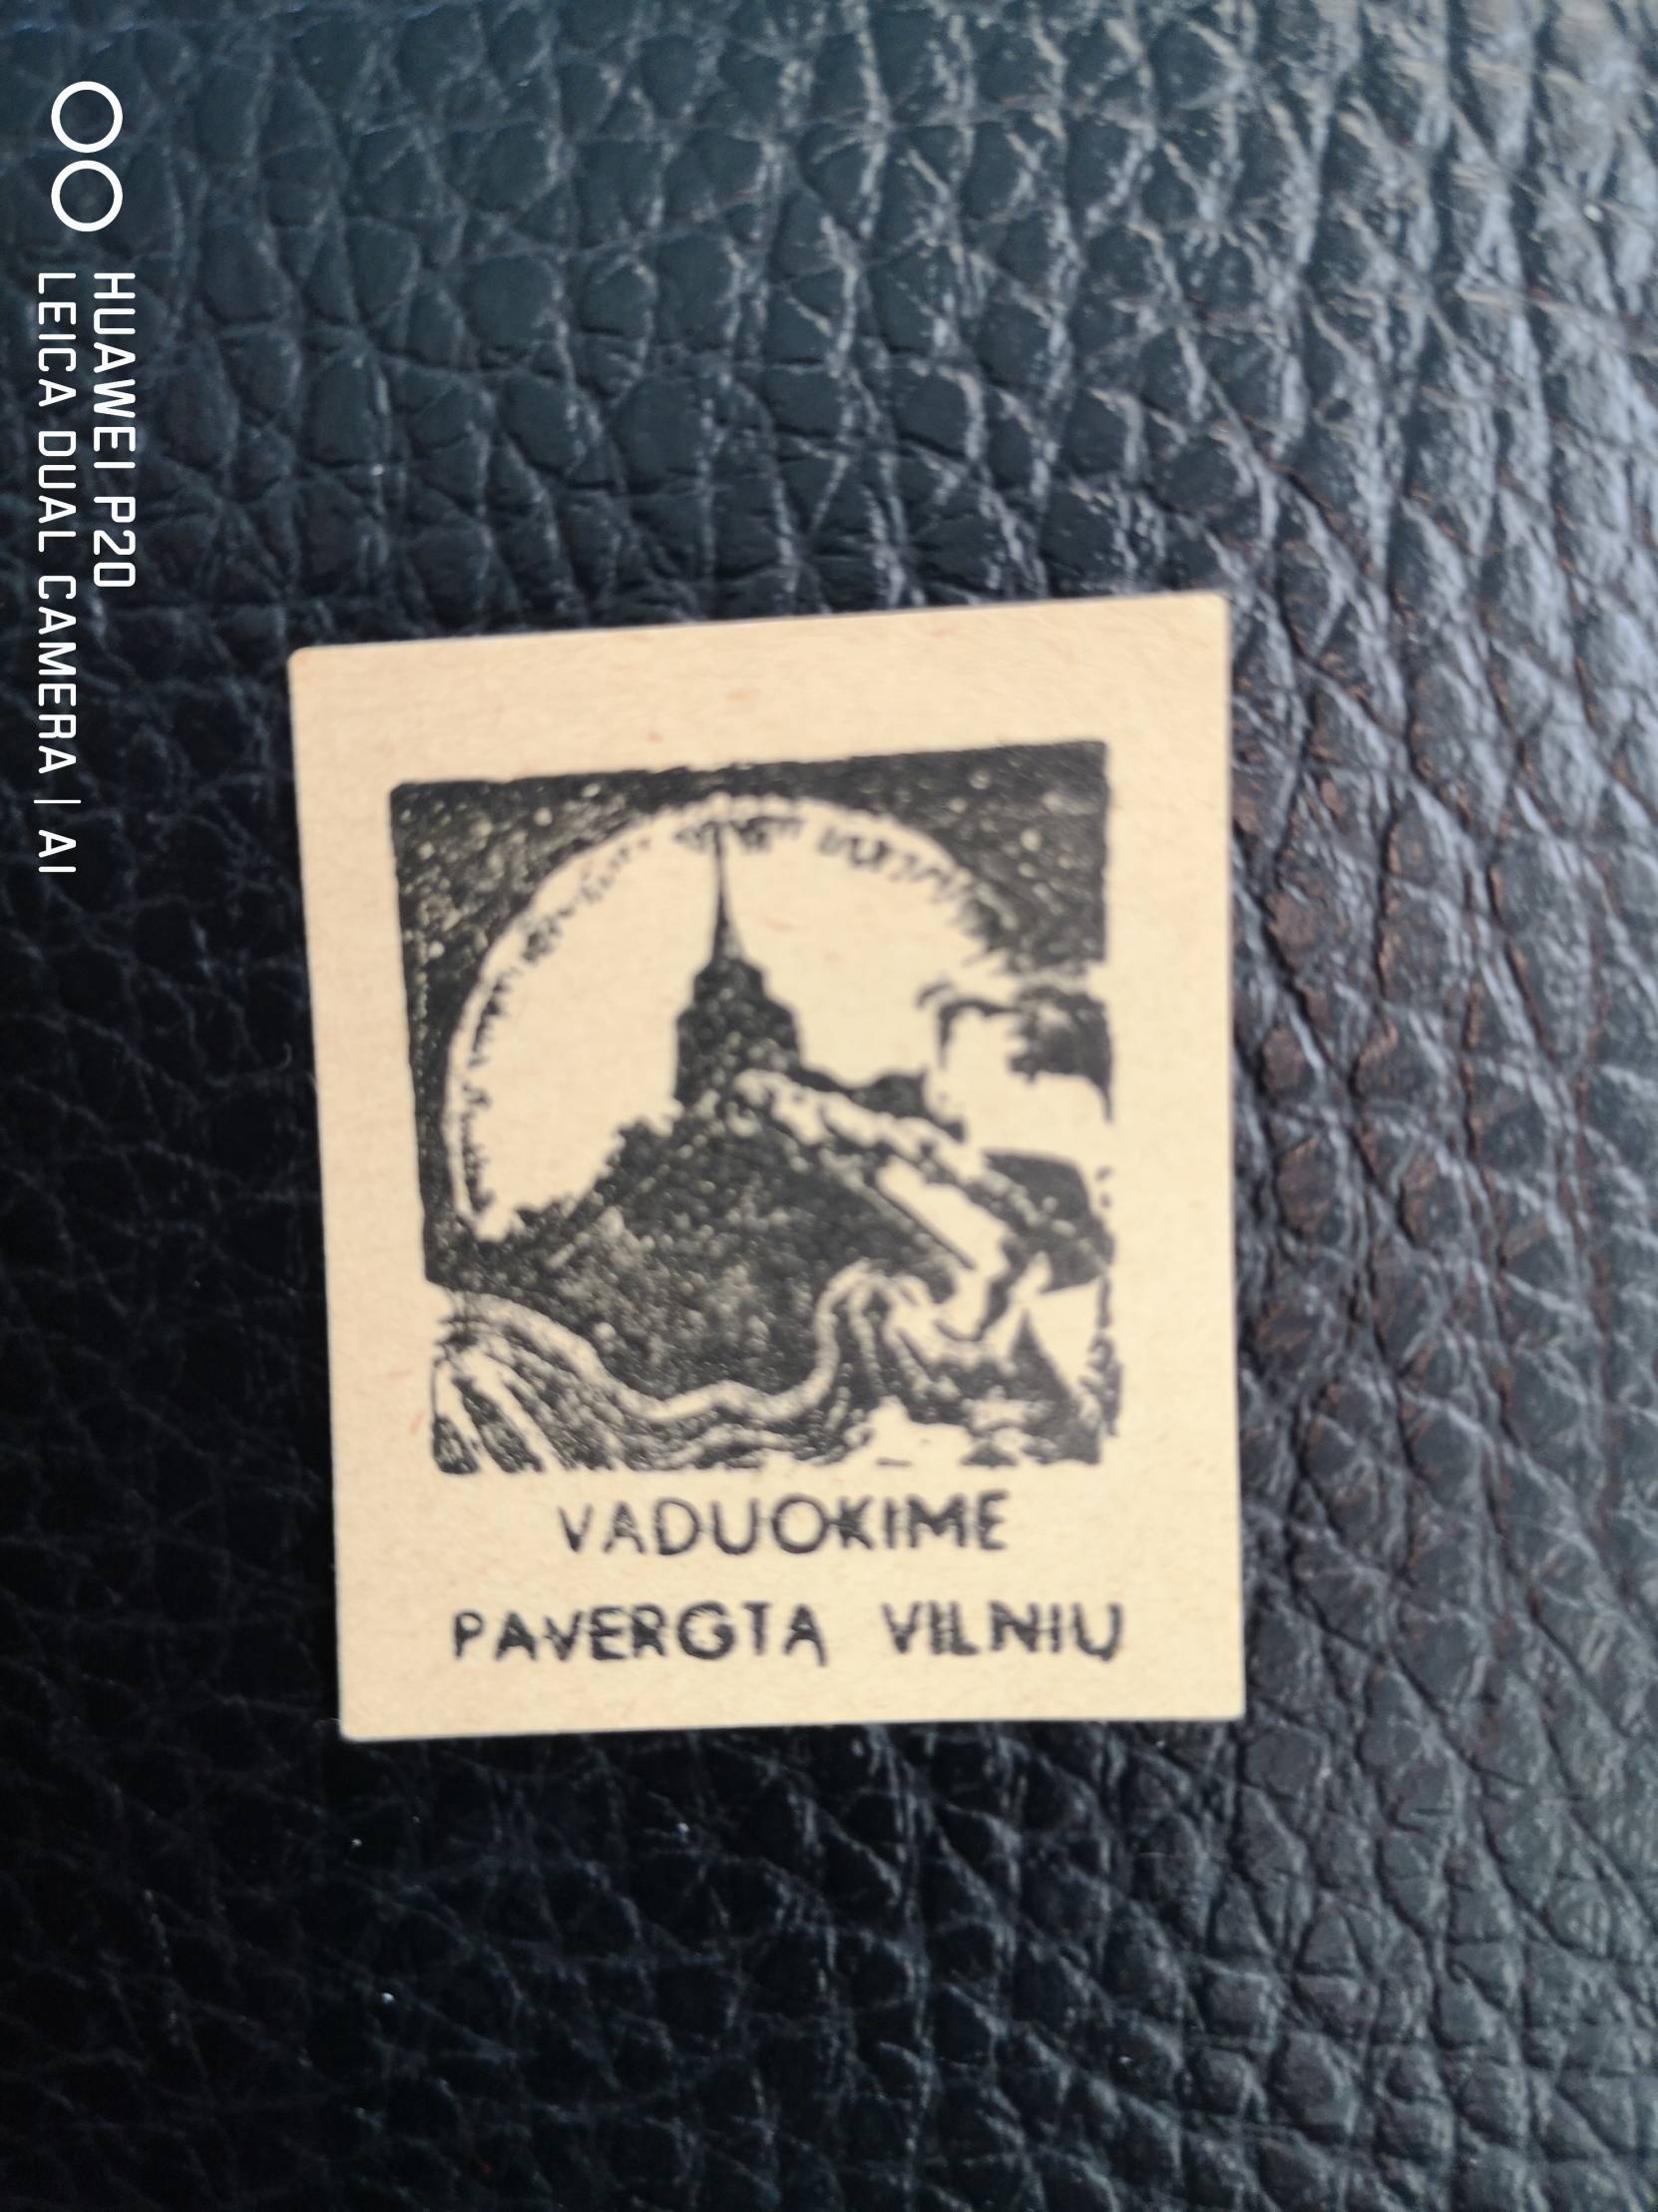 HUAWEI P20
LEICA DUAL CAMERA | AI
VADUOKIME
PAVERGTĄ VILNIŲ